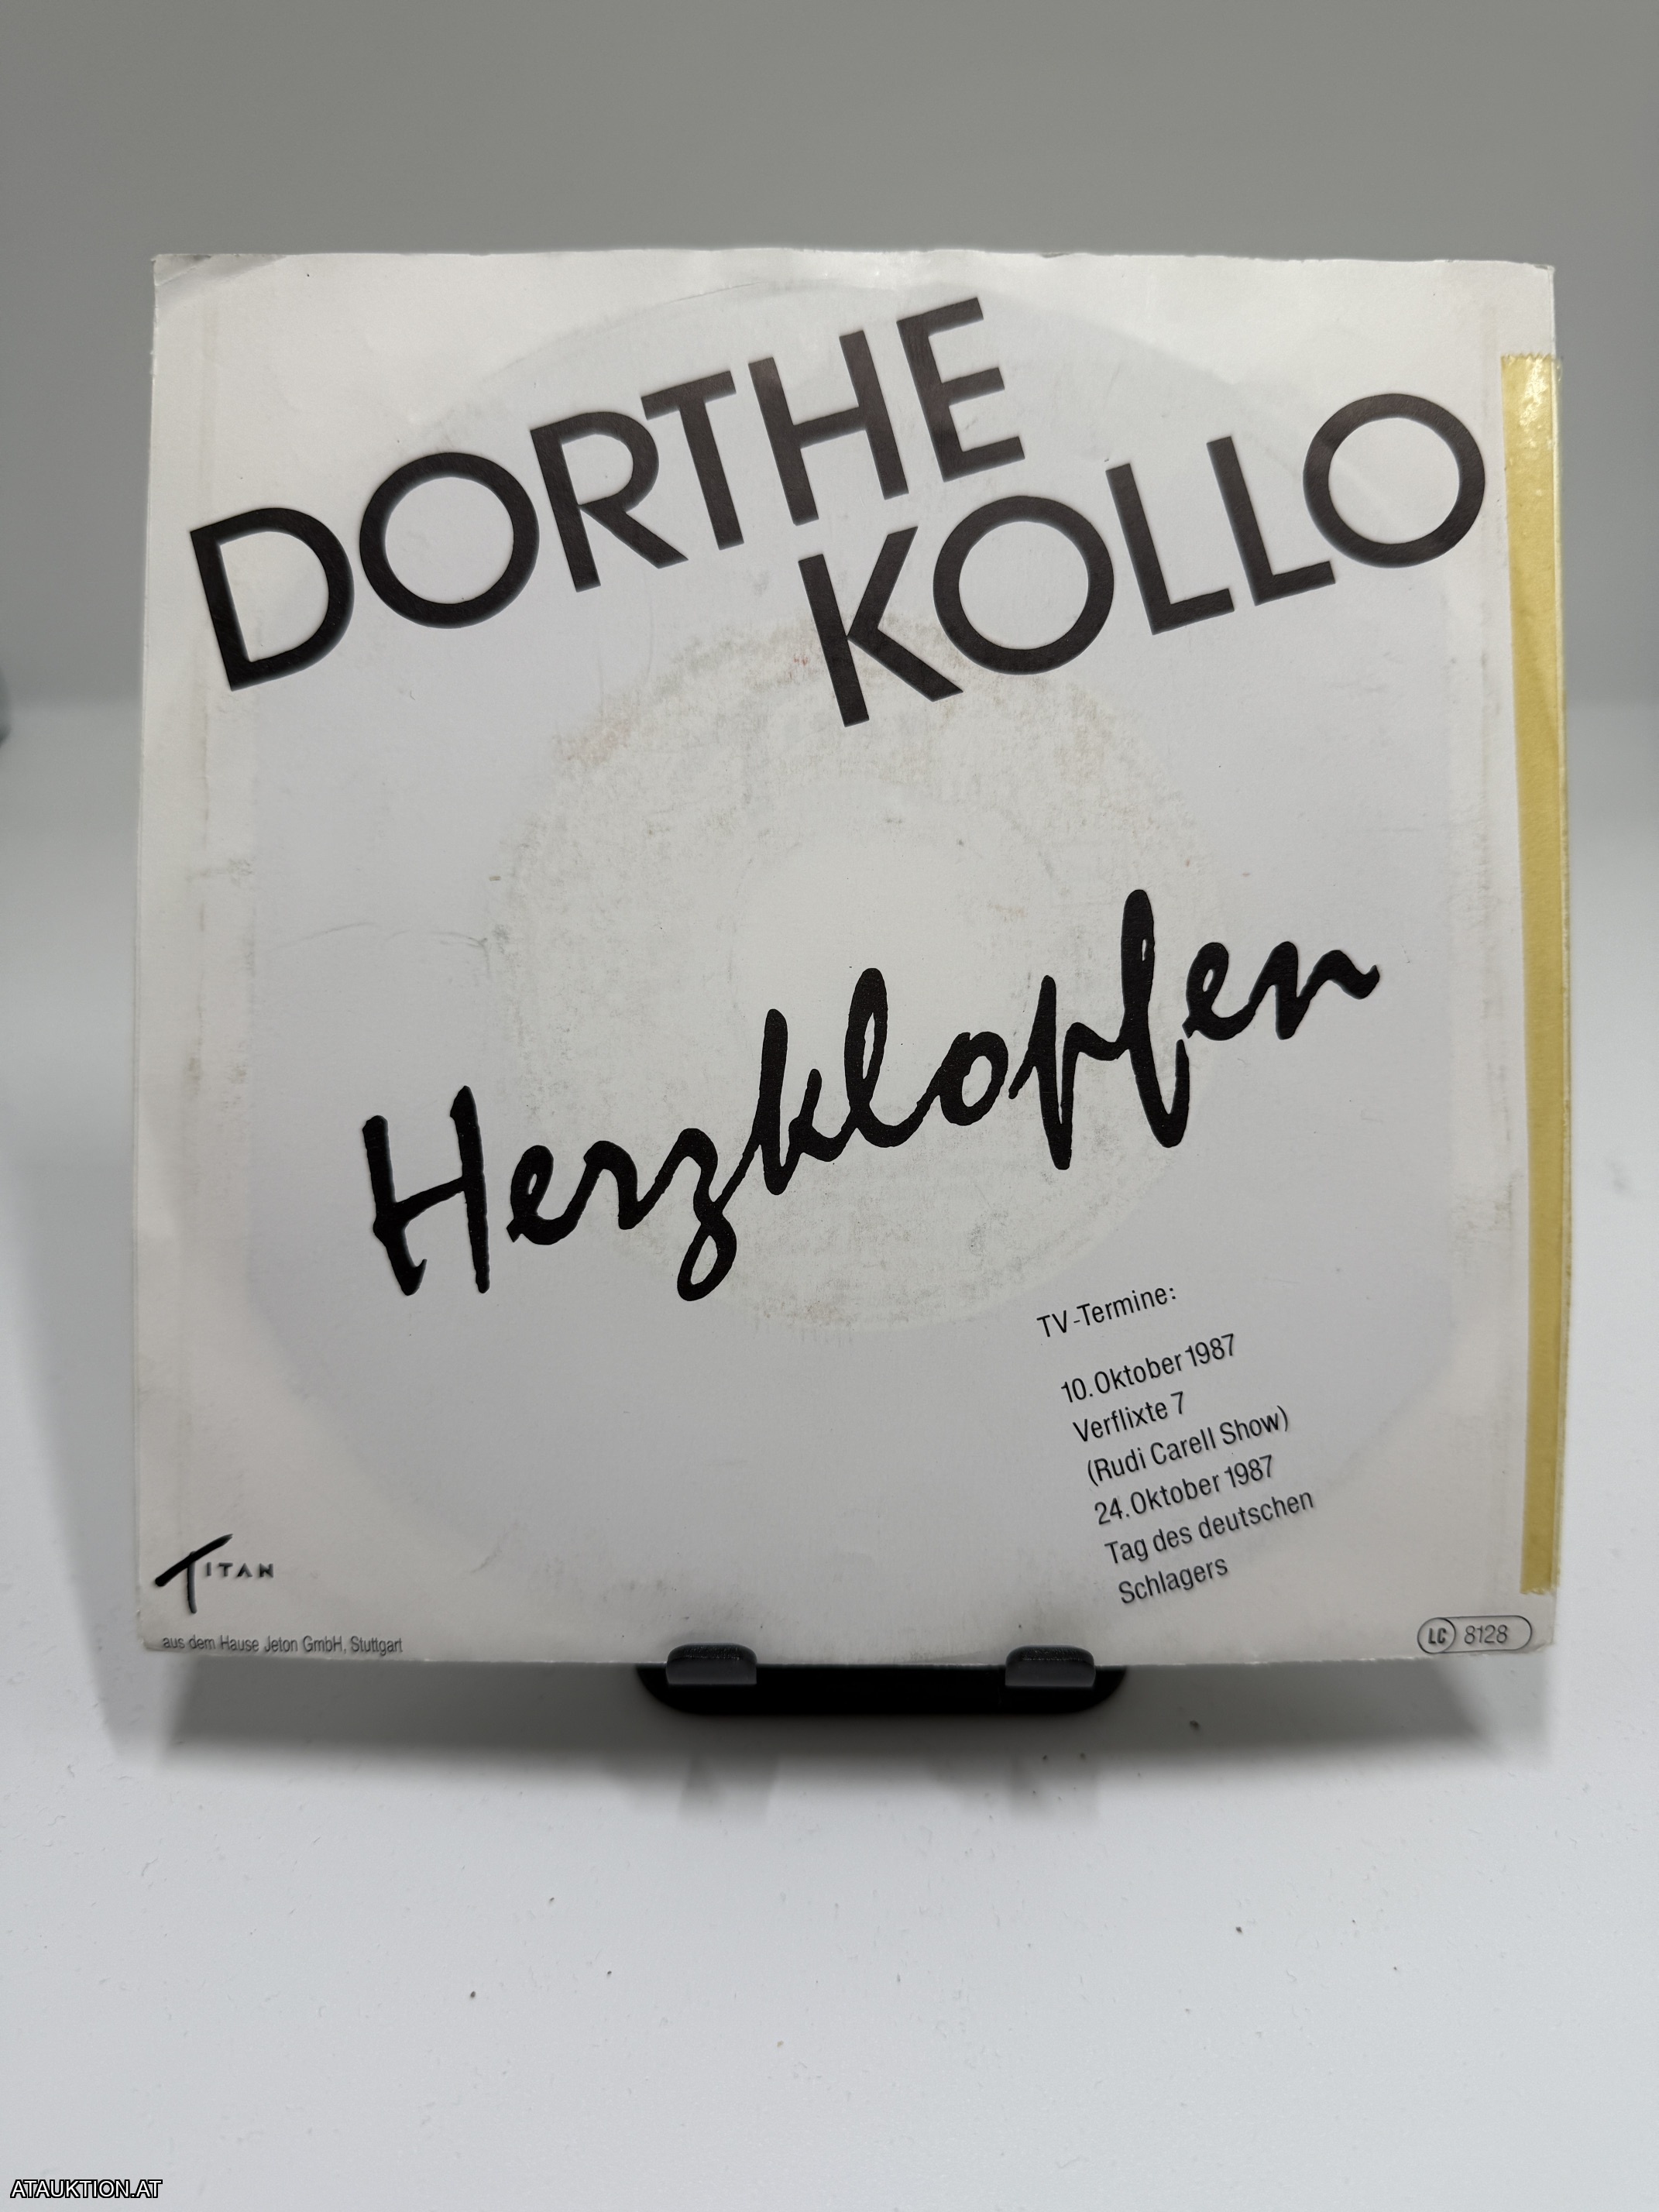 DORTHE
KOLLO
Herzklopfen
TV-Termine:
10. Oktober 1987
Verflixte 7
(Rudi Carell Show)
24. Oktober 1987
Tag des deutschen
Schlagers
TITAN
aus dem Hause Jeton GmbH, Stuttgart
LC 8128
ATAUKTION.AT